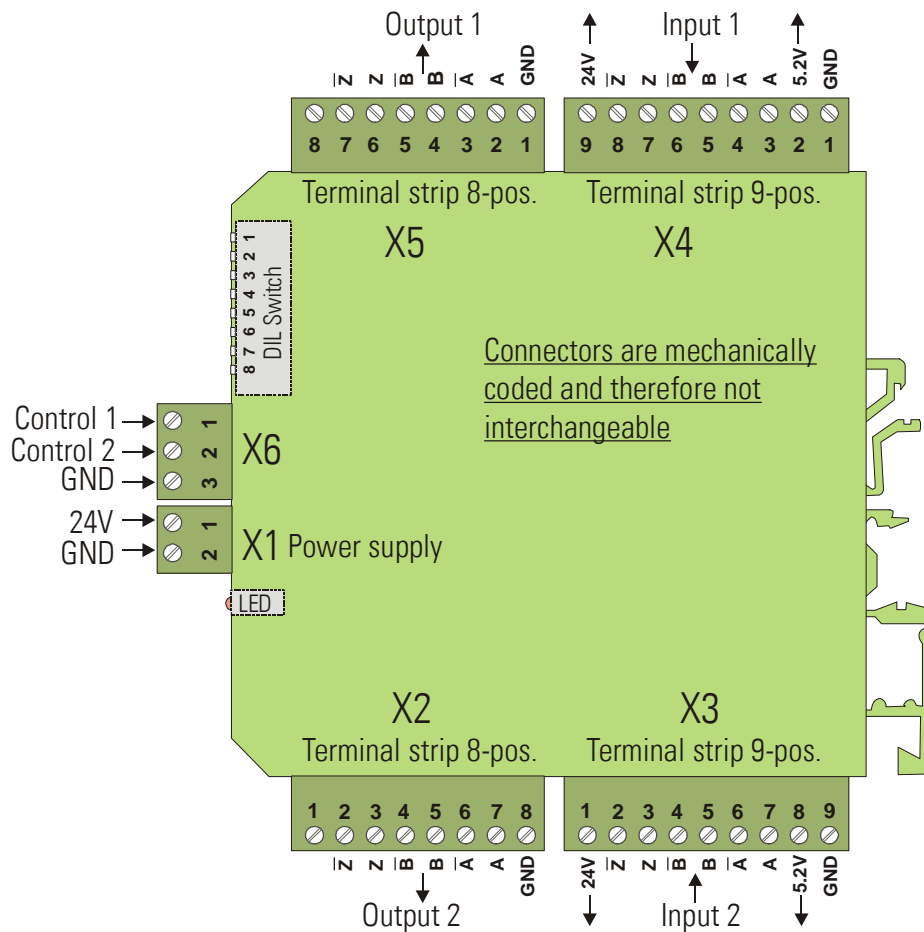 Output 1 Input 1
Z̅ Z B̅ B A̅ A GND 24V Z̅ Z B̅ B A̅ A 5.2V GND
8 7 6 5 4 3 2 1 9 8 7 6 5 4 3 2 1
Terminal strip 8-pos. Terminal strip 9-pos.
X5 X4
1 2 3 4 5 6 7 8
DIL Switch
Connectors are mechanically
coded and therefore not
interchangeable
Control 1 1
Control 2 2 X6
GND 3
24V 1
GND 2 X1 Power supply
LED
X2 X3
Terminal strip 8-pos. Terminal strip 9-pos.
1 2 3 4 5 6 7 8 1 2 3 4 5 6 7 8 9
Z̅ Z B̅ B A̅ A GND 24V Z̅ Z B̅ B A̅ A 5.2V GND
Output 2 Input 2